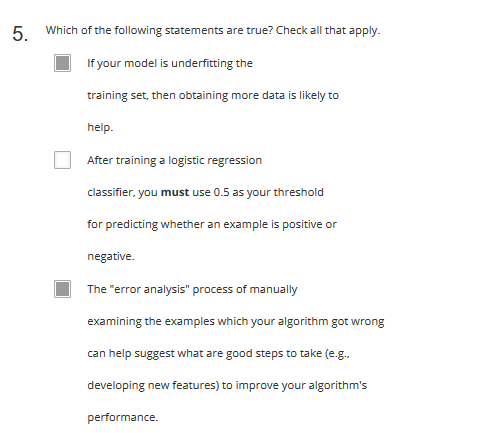 5. Which of the following statements are true? Check all that apply.
If your model is underfitting the
training set, then obtaining more data is likely to
help.
After training a logistic regression
classifier, you must use 0.5 as your threshold
for predicting whether an example is positive or
negative.
The "error analysis" process of manually
examining the examples which your algorithm got wrong
can help suggest what are good steps to take (e.g.,
developing new features) to improve your algorithm's
performance.